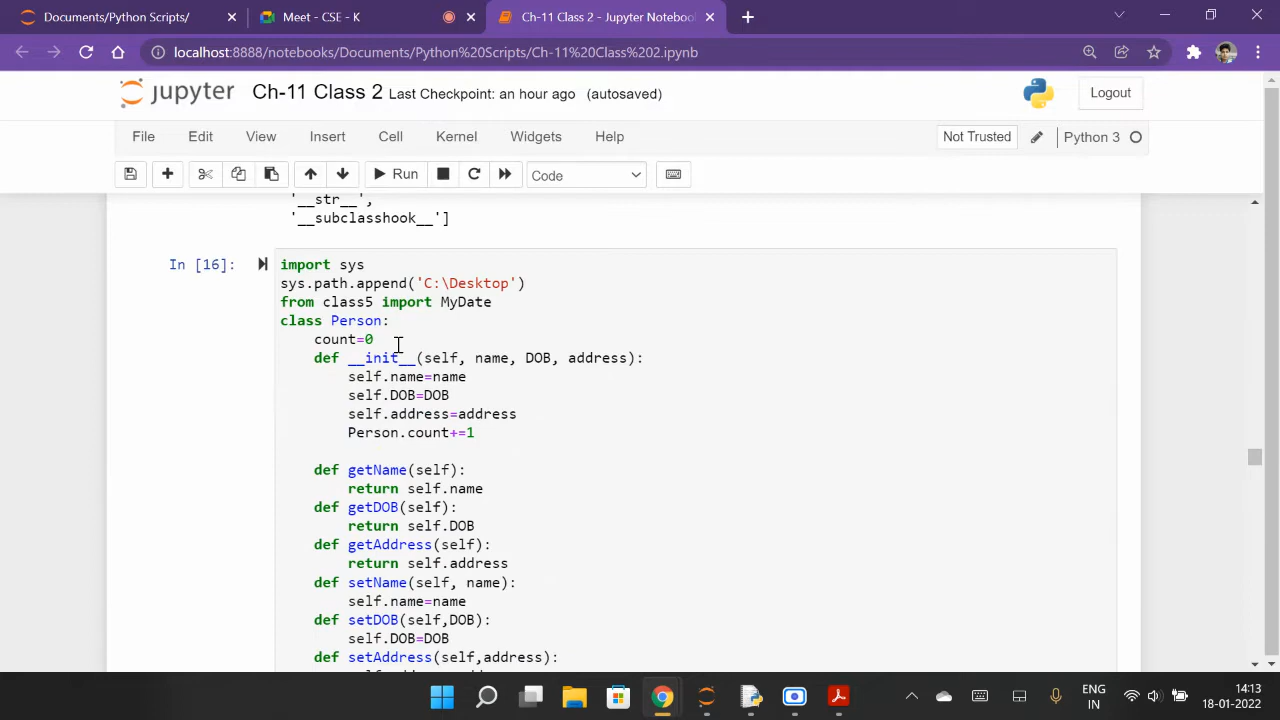 Documents/Python Scripts/
Meet - CSE - K
Ch-11 Class 2 - Jupyter Notebook
localhost:8888/notebooks/Documents/Python%20Scripts/Ch-11%20Class%202.ipynb
jupyter Ch-11 Class 2 Last Checkpoint: an hour ago (autosaved)
Logout
File Edit View Insert Cell Kernel Widgets Help
Not Trusted
Python 3
Run
Code
'__str__',
'__subclasshook__']
In [16]:
import sys
sys.path.append('C:\Desktop')
from class5 import MyDate
class Person:
count=0
def __init__(self, name, DOB, address):
self.name=name
self.DOB=DOB
self.address=address
Person.count+=1
def getName(self):
return self.name
def getDOB(self):
return self.DOB
def getAddress(self):
return self.address
def setName(self, name):
self.name=name
def setDOB(self,DOB):
self.DOB=DOB
def setAddress(self,address):
ENG
IN
14:13
18-01-2022